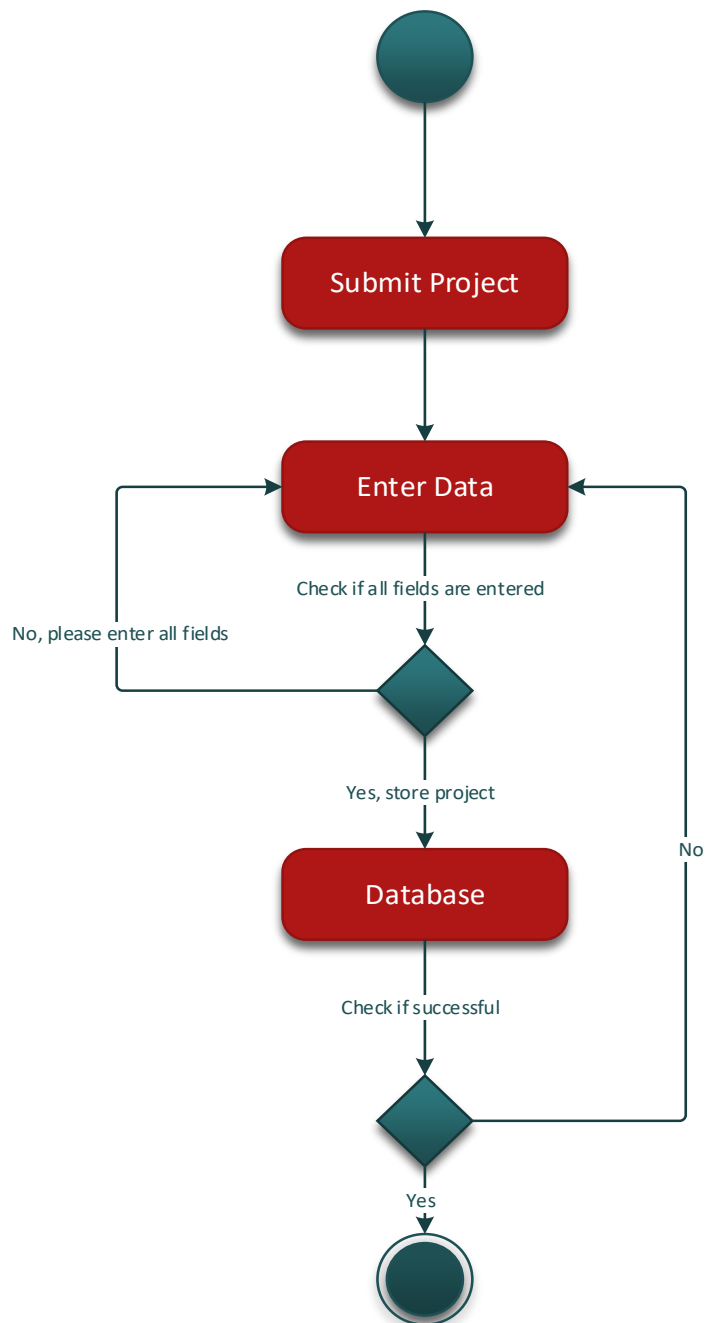 Submit Project
Enter Data
Check if all fields are entered
No, please enter all fields
Yes, store project
No
Database
Check if successful
Yes